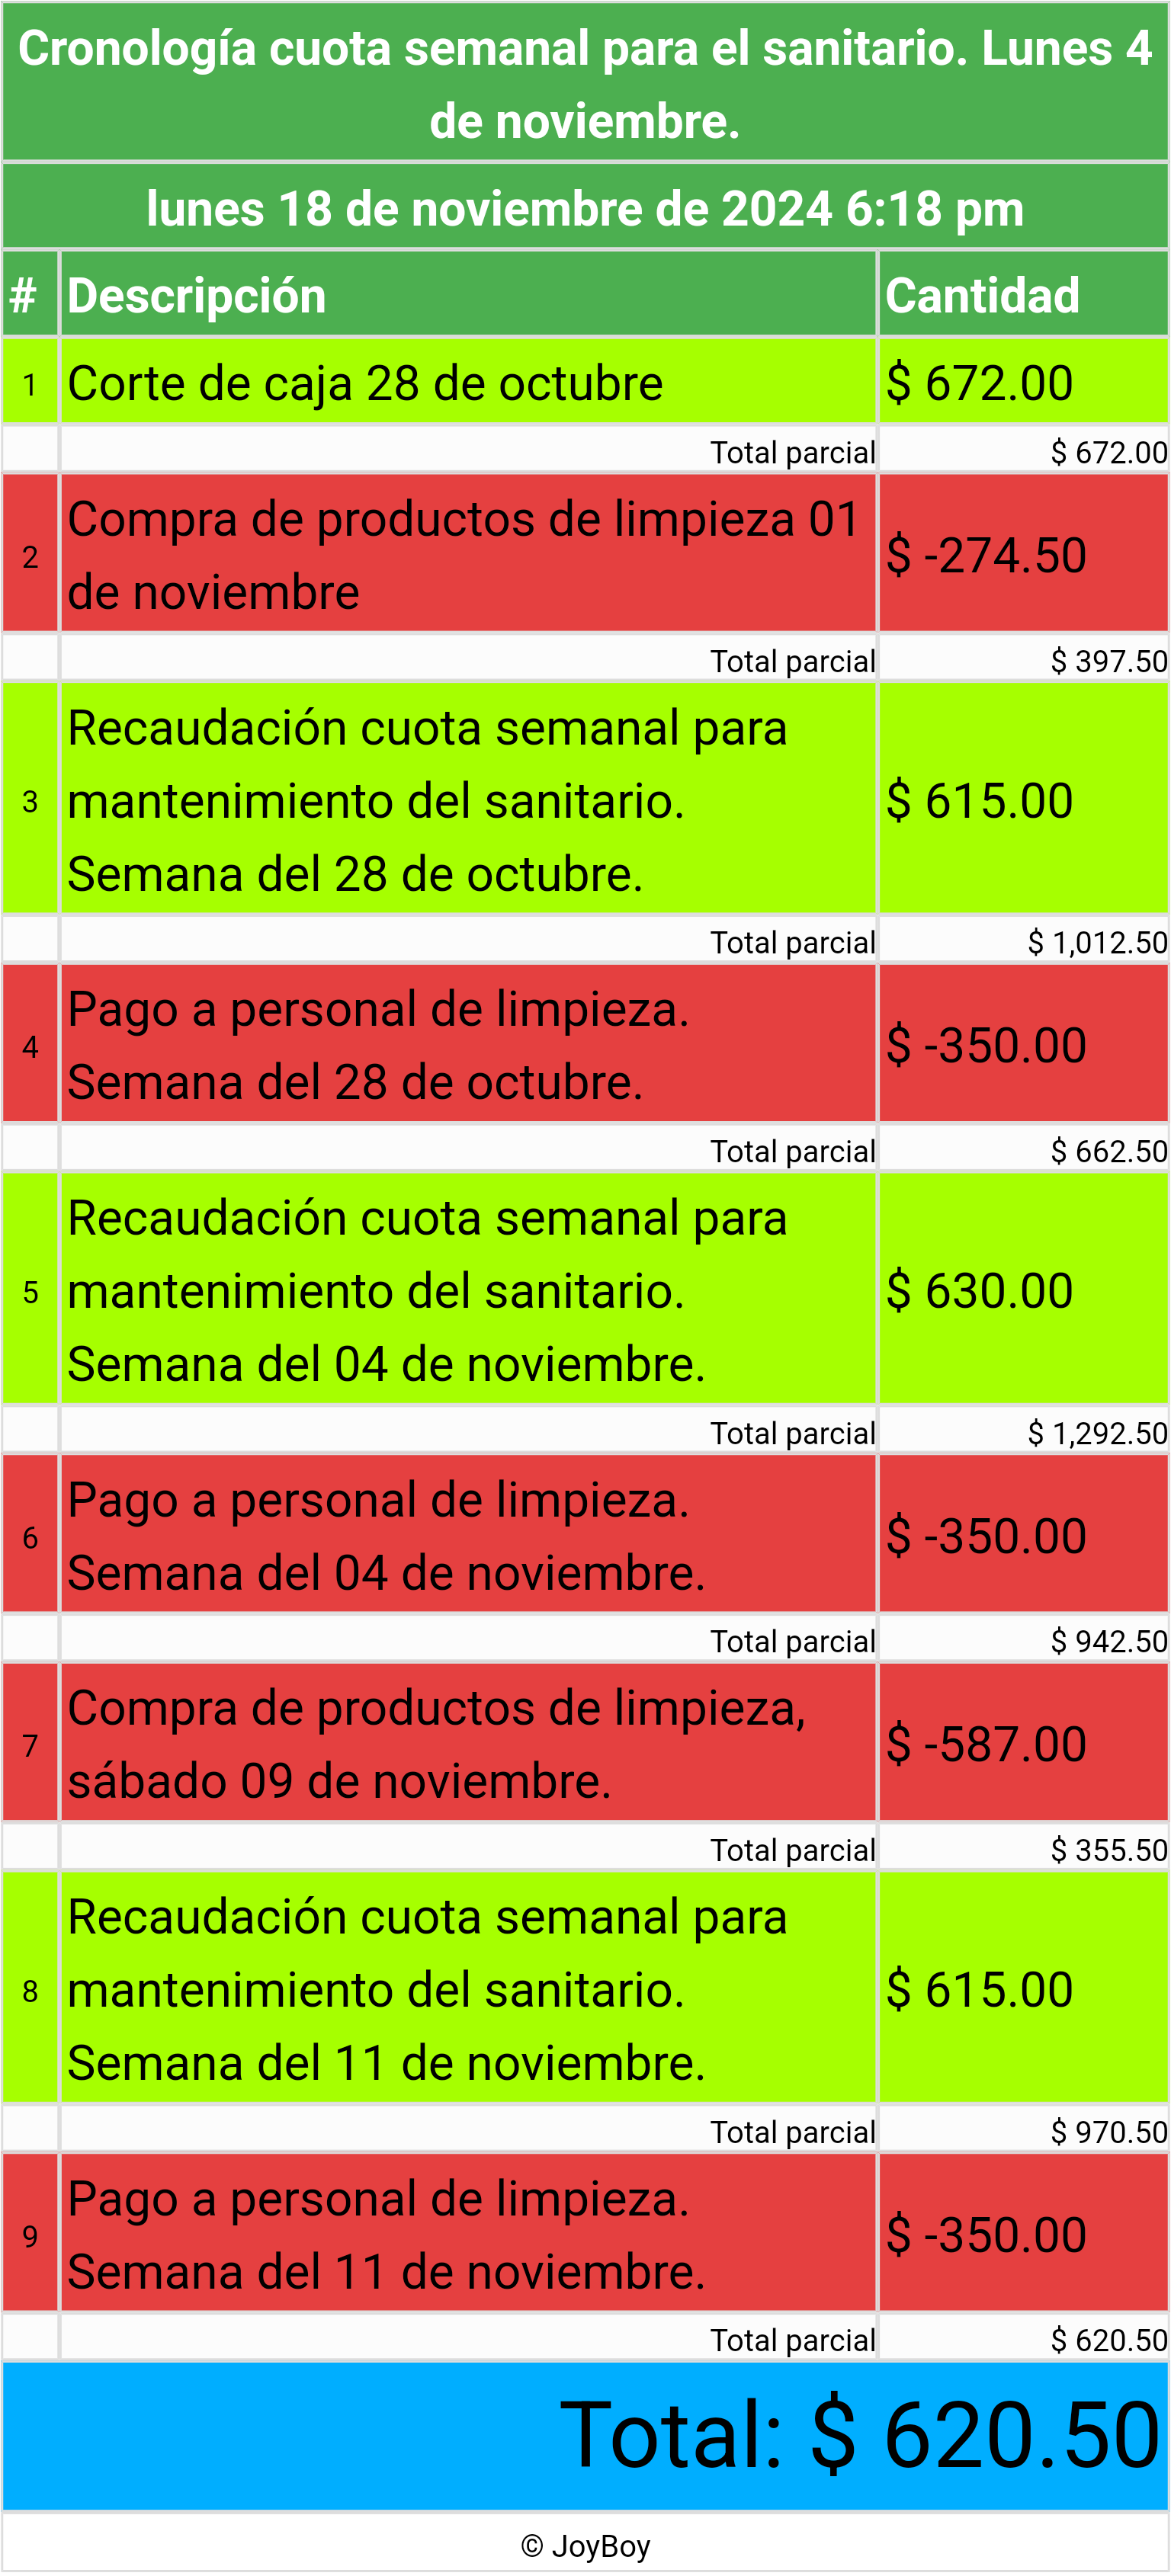 Cronología cuota semanal para el sanitario. Lunes 4
de noviembre.
lunes 18 de noviembre de 2024 6:18 pm
# Descripción Cantidad
1 Corte de caja 28 de octubre $ 672.00
Total parcial $ 672.00
Compra de productos de limpieza 01
2 $ -274.50
de noviembre
Total parcial $ 397.50
Recaudación cuota semanal para
3 mantenimiento del sanitario. $ 615.00
Semana del 28 de octubre.
Total parcial $ 1,012.50
Pago a personal de limpieza.
4 $ -350.00
Semana del 28 de octubre.
Total parcial $ 662.50
Recaudación cuota semanal para
5 mantenimiento del sanitario. $ 630.00
Semana del 04 de noviembre.
Total parcial $ 1,292.50
Pago a personal de limpieza.
6 $ -350.00
Semana del 04 de noviembre.
Total parcial $ 942.50
Compra de productos de limpieza,
7 $ -587.00
sábado 09 de noviembre.
Total parcial $ 355.50
Recaudación cuota semanal para
8 mantenimiento del sanitario. $ 615.00
Semana del 11 de noviembre.
Total parcial $ 970.50
Pago a personal de limpieza.
9 $ -350.00
Semana del 11 de noviembre.
Total parcial $ 620.50
Total: $ 620.50
© JoyBoy